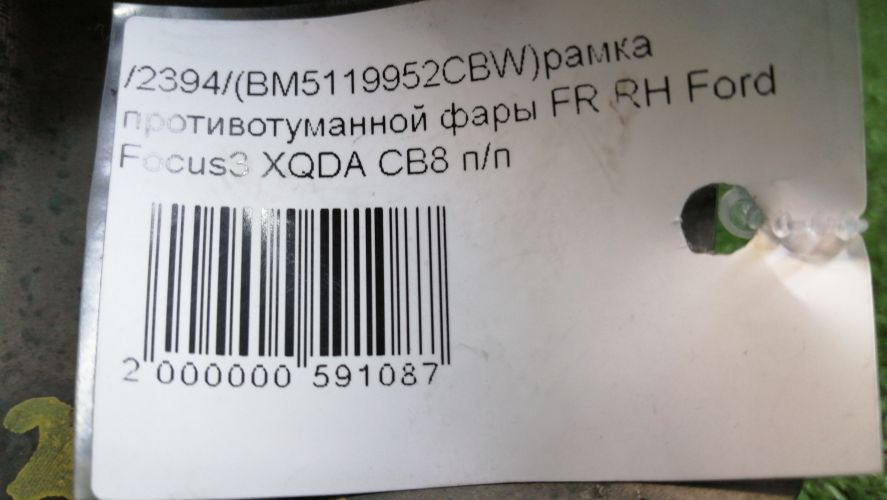 /2394/(BM5119952CBW)рамка
противотуманной фары FR RH Ford
Focus3 XQDA CB8 п/п
2 000000 591087